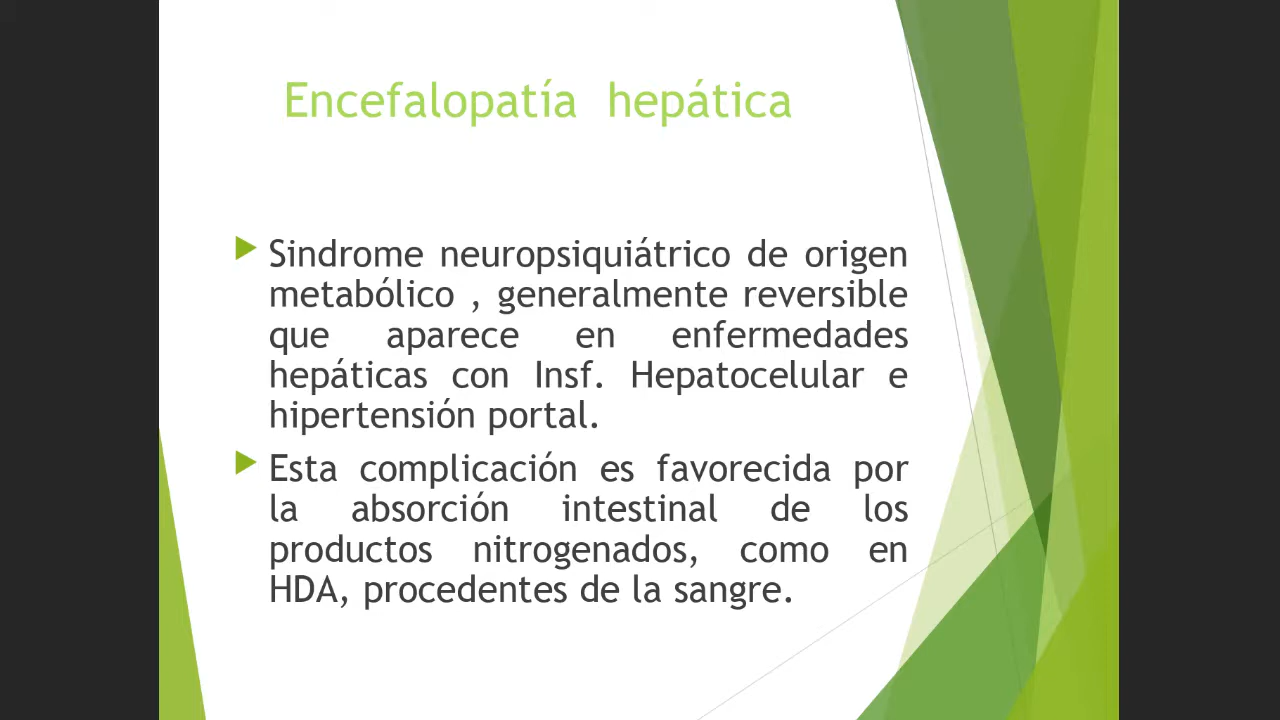 Encefalopatía hepática
Sindrome neuropsiquiátrico de origen
metabólico , generalmente reversible
que aparece en enfermedades
hepáticas con Insf. Hepatocelular e
hipertensión portal.
Esta complicación es favorecida por
la absorción intestinal de los
productos nitrogenados, como en
HDA, procedentes de la sangre.